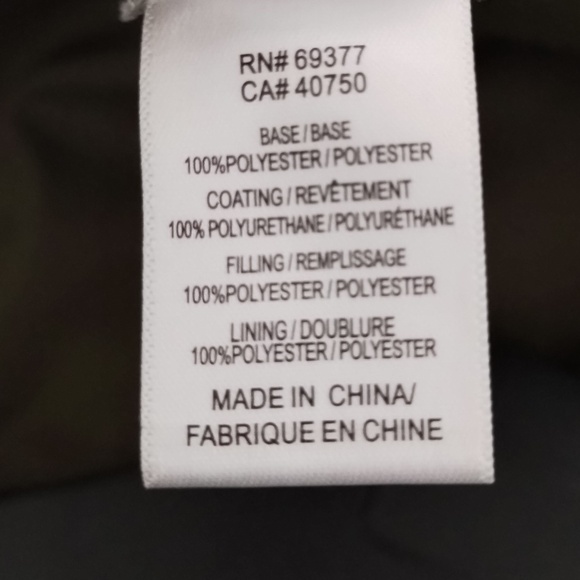 RN# 69377
CA# 40750
BASE/BASE
100%POLYESTER/POLYESTER
COATING/REVÊTEMENT
100% POLYURETHANE/POLYURÉTHANE
FILLING/REMPLISSAGE
100%POLYESTER/POLYESTER
LINING/DOUBLURE
100%POLYESTER/POLYESTER
MADE IN CHINA/
FABRIQUE EN CHINE